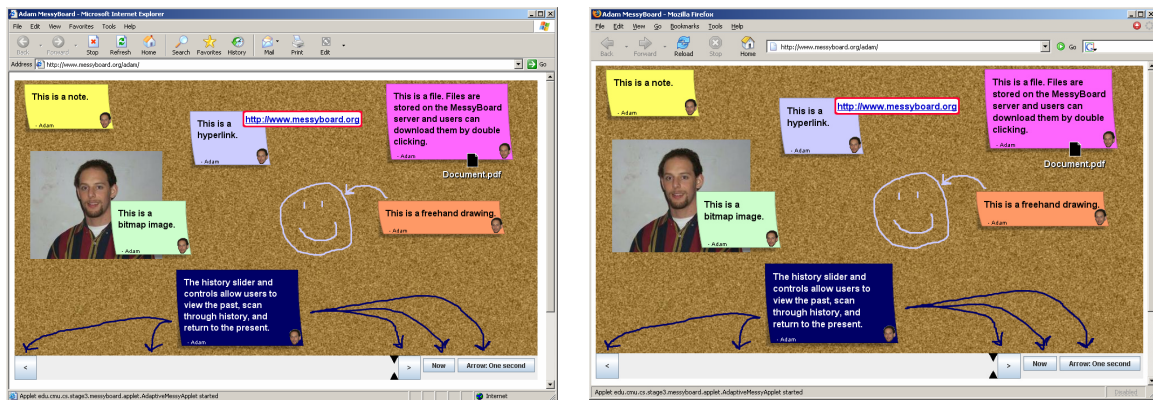 Adam MessyBoard - Microsoft Internet Explorer
File Edit View Favorites Tools Help
Back Forward Stop Refresh Home Search Favorites History Mail Print Edit
Address http://www.messyboard.org/adam/ Go
This is a note.
- Adam
This is a
hyperlink.
- Adam
http://www.messyboard.org
This is a file. Files are
stored on the MessyBoard
server and users can
download them by double
clicking.
- Adam
Document.pdf
This is a
bitmap image.
- Adam
This is a freehand drawing.
- Adam
The history slider and
controls allow users to
view the past, scan
through history, and
return to the present.
- Adam
< > Now Arrow: One second
Applet edu.cmu.cs.stage3.messyboard.applet.AdaptiveMessyApplet started Internet
Adam MessyBoard - Mozilla Firefox
File Edit View Go Bookmarks Tools Help
Back Forward Reload Stop Home http://www.messyboard.org/adam/ Go G
This is a note.
- Adam
This is a
hyperlink.
- Adam
http://www.messyboard.org
This is a file. Files are
stored on the MessyBoard
server and users can
download them by double
clicking.
- Adam
Document.pdf
This is a
bitmap image.
- Adam
This is a freehand drawing.
- Adam
The history slider and
controls allow users to
view the past, scan
through history, and
return to the present.
- Adam
< > Now Arrow: One second
Applet edu.cmu.cs.stage3.messyboard.applet.AdaptiveMessyApplet started Disabled